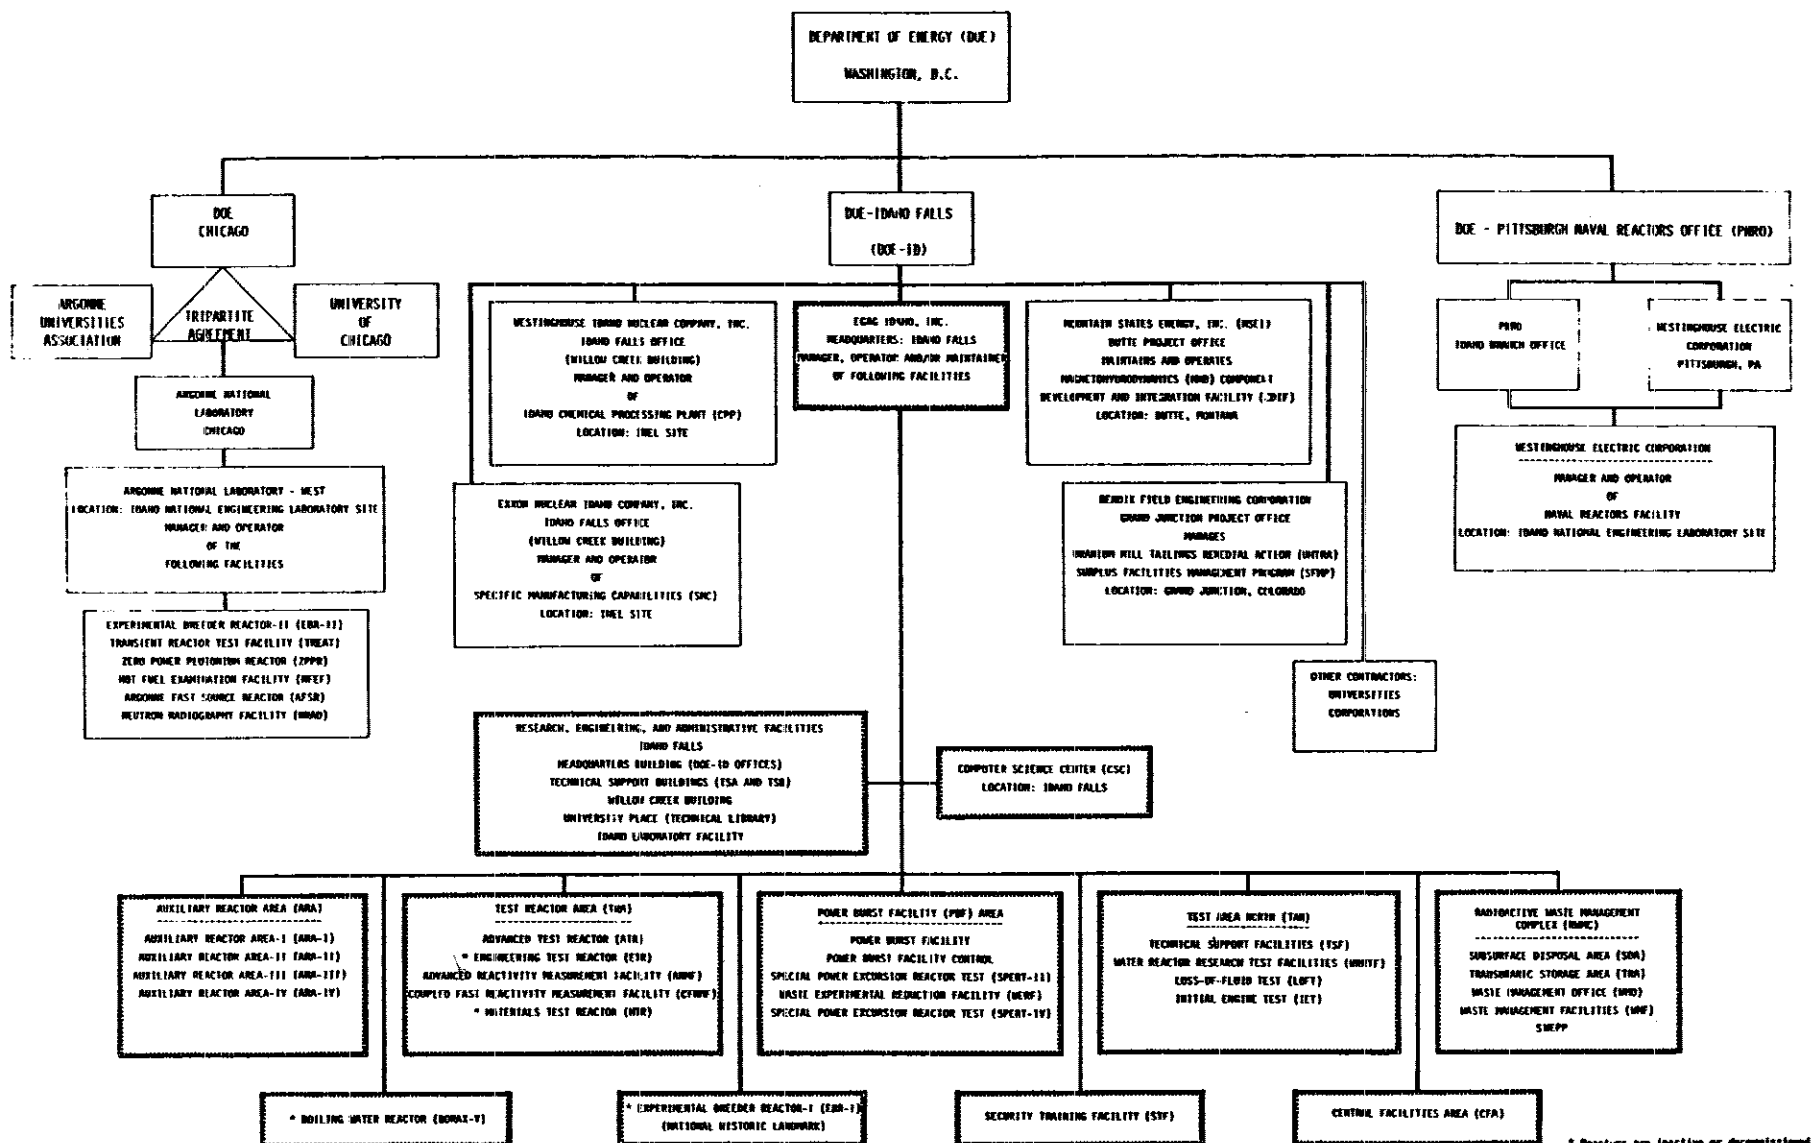 DEPARTMENT OF ENERGY (DOE)
WASHINGTON, D.C.
DOE
CHICAGO
DOE-IDAHO FALLS
(DOE-ID)
DOE - PITTSBURGH NAVAL REACTORS OFFICE (PNRO)
ARGONNE
UNIVERSITIES
ASSOCIATION
TRIPARTITE
AGREEMENT
UNIVERSITY
OF
CHICAGO
ARGONNE NATIONAL
LABORATORY
CHICAGO
ARGONNE NATIONAL LABORATORY - WEST
LOCATION: IDAHO NATIONAL ENGINEERING LABORATORY SITE
MANAGER AND OPERATOR
OF THE
FOLLOWING FACILITIES
EXPERIMENTAL BREEDER REACTOR-II (EBR-II)
TRANSIENT REACTOR TEST FACILITY (TREAT)
ZERO POWER PLUTONIUM REACTOR (ZPPR)
HOT FUEL EXAMINATION FACILITY (HFEF)
ARGONNE FAST SOURCE REACTOR (AFSR)
NEUTRON RADIOGRAPHY FACILITY (NRAD)
WESTINGHOUSE IDAHO NUCLEAR COMPANY, INC.
IDAHO FALLS OFFICE
(WILLOW CREEK BUILDING)
MANAGER AND OPERATOR
OF
IDAHO CHEMICAL PROCESSING PLANT (CPP)
LOCATION: INEL SITE
EXXON NUCLEAR IDAHO COMPANY, INC.
IDAHO FALLS OFFICE
(WILLOW CREEK BUILDING)
MANAGER AND OPERATOR
OF
SPECIFIC MANUFACTURING CAPABILITIES (SMC)
LOCATION: INEL SITE
EG&G IDAHO, INC.
HEADQUARTERS: IDAHO FALLS
MANAGER, OPERATOR AND/OR MAINTAINER
OF FOLLOWING FACILITIES
MOUNTAIN STATES ENERGY, INC. (MSEI)
BUTTE PROJECT OFFICE
MAINTAINS AND OPERATES
MAGNETOHYDRODYNAMICS (MHD) COMPONENT
DEVELOPMENT AND INTEGRATION FACILITY (CDIF)
LOCATION: BUTTE, MONTANA
BENDIX FIELD ENGINEERING CORPORATION
GRAND JUNCTION PROJECT OFFICE
MANAGES
URANIUM MILL TAILINGS REMEDIAL ACTION (UMTRA)
SURPLUS FACILITIES MANAGEMENT PROGRAM (SFMP)
LOCATION: GRAND JUNCTION, COLORADO
OTHER CONTRACTORS:
UNIVERSITIES
CORPORATIONS
PNRO
IDAHO BRANCH OFFICE
WESTINGHOUSE ELECTRIC
CORPORATION
PITTSBURGH, PA
WESTINGHOUSE ELECTRIC CORPORATION
MANAGER AND OPERATOR
OF
NAVAL REACTORS FACILITY
LOCATION: IDAHO NATIONAL ENGINEERING LABORATORY SITE
RESEARCH, ENGINEERING, AND ADMINISTRATIVE FACILITIES
IDAHO FALLS
HEADQUARTERS BUILDING (DOE-ID OFFICES)
TECHNICAL SUPPORT BUILDINGS (TSA AND TSB)
WILLOW CREEK BUILDING
UNIVERSITY PLACE (TECHNICAL LIBRARY)
IDAHO LABORATORY FACILITY
COMPUTER SCIENCE CENTER (CSC)
LOCATION: IDAHO FALLS
AUXILIARY REACTOR AREA (ARA)
AUXILIARY REACTOR AREA-I (ARA-I)
AUXILIARY REACTOR AREA-II (ARA-II)
AUXILIARY REACTOR AREA-III (ARA-III)
AUXILIARY REACTOR AREA-IV (ARA-IV)
TEST REACTOR AREA (TRA)
ADVANCED TEST REACTOR (ATR)
* ENGINEERING TEST REACTOR (ETR)
ADVANCED REACTIVITY MEASUREMENT FACILITY (ARMF)
COUPLED FAST REACTIVITY MEASUREMENT FACILITY (CFRMF)
* MATERIALS TEST REACTOR (MTR)
POWER BURST FACILITY (PBF) AREA
POWER BURST FACILITY
POWER BURST FACILITY CONTROL
SPECIAL POWER EXCURSION REACTOR TEST (SPERT-II)
WASTE EXPERIMENTAL REDUCTION FACILITY (WERF)
SPECIAL POWER EXCURSION REACTOR TEST (SPERT-IV)
TEST AREA NORTH (TAN)
TECHNICAL SUPPORT FACILITIES (TSF)
WATER REACTOR RESEARCH TEST FACILITIES (WRRTF)
LOSS-OF-FLUID TEST (LOFT)
INITIAL ENGINE TEST (IET)
RADIOACTIVE WASTE MANAGEMENT
COMPLEX (RWMC)
SUBSURFACE DISPOSAL AREA (SDA)
TRANSURANIC STORAGE AREA (TRA)
WASTE MANAGEMENT OFFICE (WMO)
WASTE MANAGEMENT FACILITIES (WMF)
SWEPP
* BOILING WATER REACTOR (BORAX-V)
* EXPERIMENTAL BREEDER REACTOR-I (EBR-I)
(NATIONAL HISTORIC LANDMARK)
SECURITY TRAINING FACILITY (STF)
CENTRAL FACILITIES AREA (CFA)